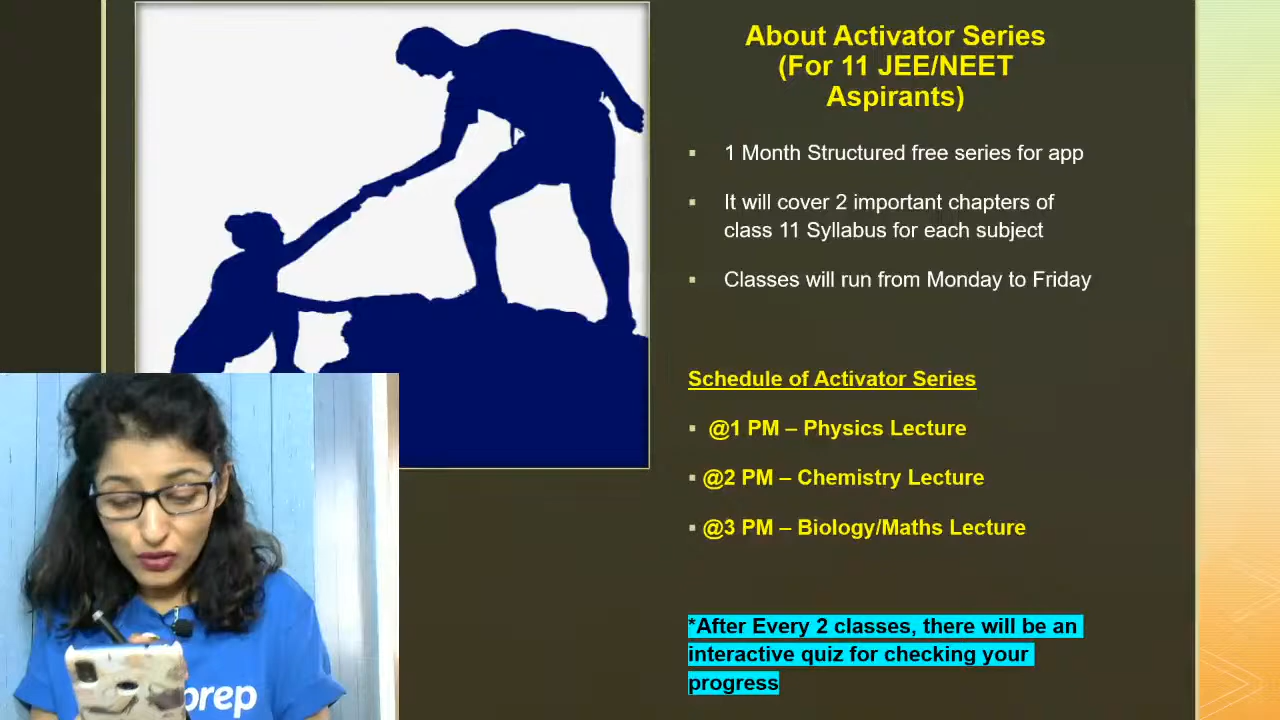 About Activator Series
(For 11 JEE/NEET
Aspirants)
▪ 1 Month Structured free series for app
▪ It will cover 2 important chapters of
class 11 Syllabus for each subject
▪ Classes will run from Monday to Friday
Schedule of Activator Series
▪ @1 PM – Physics Lecture
▪ @2 PM – Chemistry Lecture
▪ @3 PM – Biology/Maths Lecture
*After Every 2 classes, there will be an
interactive quiz for checking your
progress
prep